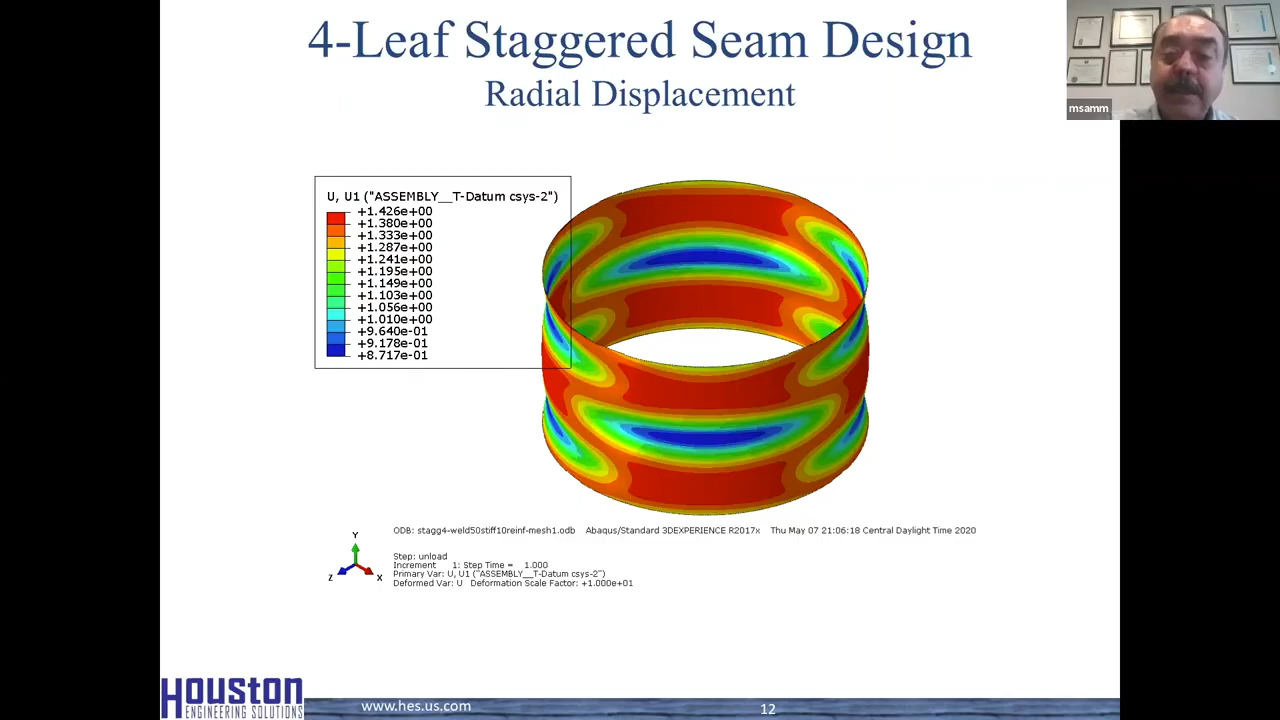 4-Leaf Staggered Seam Design
Radial Displacement
msamm
U, U1 ("ASSEMBLY__T-Datum csys-2")
+1.426e+00
+1.380e+00
+1.333e+00
+1.287e+00
+1.241e+00
+1.195e+00
+1.149e+00
+1.103e+00
+1.056e+00
+1.010e+00
+9.640e-01
+9.178e-01
+8.717e-01
ODB: stagg4-weld50stiff10reinf-mesh1.odb Abaqus/Standard 3DEXPERIENCE R2017x Thu May 07 21:06:18 Central Daylight Time 2020
Y
Z
X
Step: unload
Increment 1: Step Time = 1.000
Primary Var: U, U1 ("ASSEMBLY__T-Datum csys-2")
Deformed Var: U Deformation Scale Factor: +1.000e+01
HOUSTON
ENGINEERING SOLUTIONS
www.hes.us.com
12